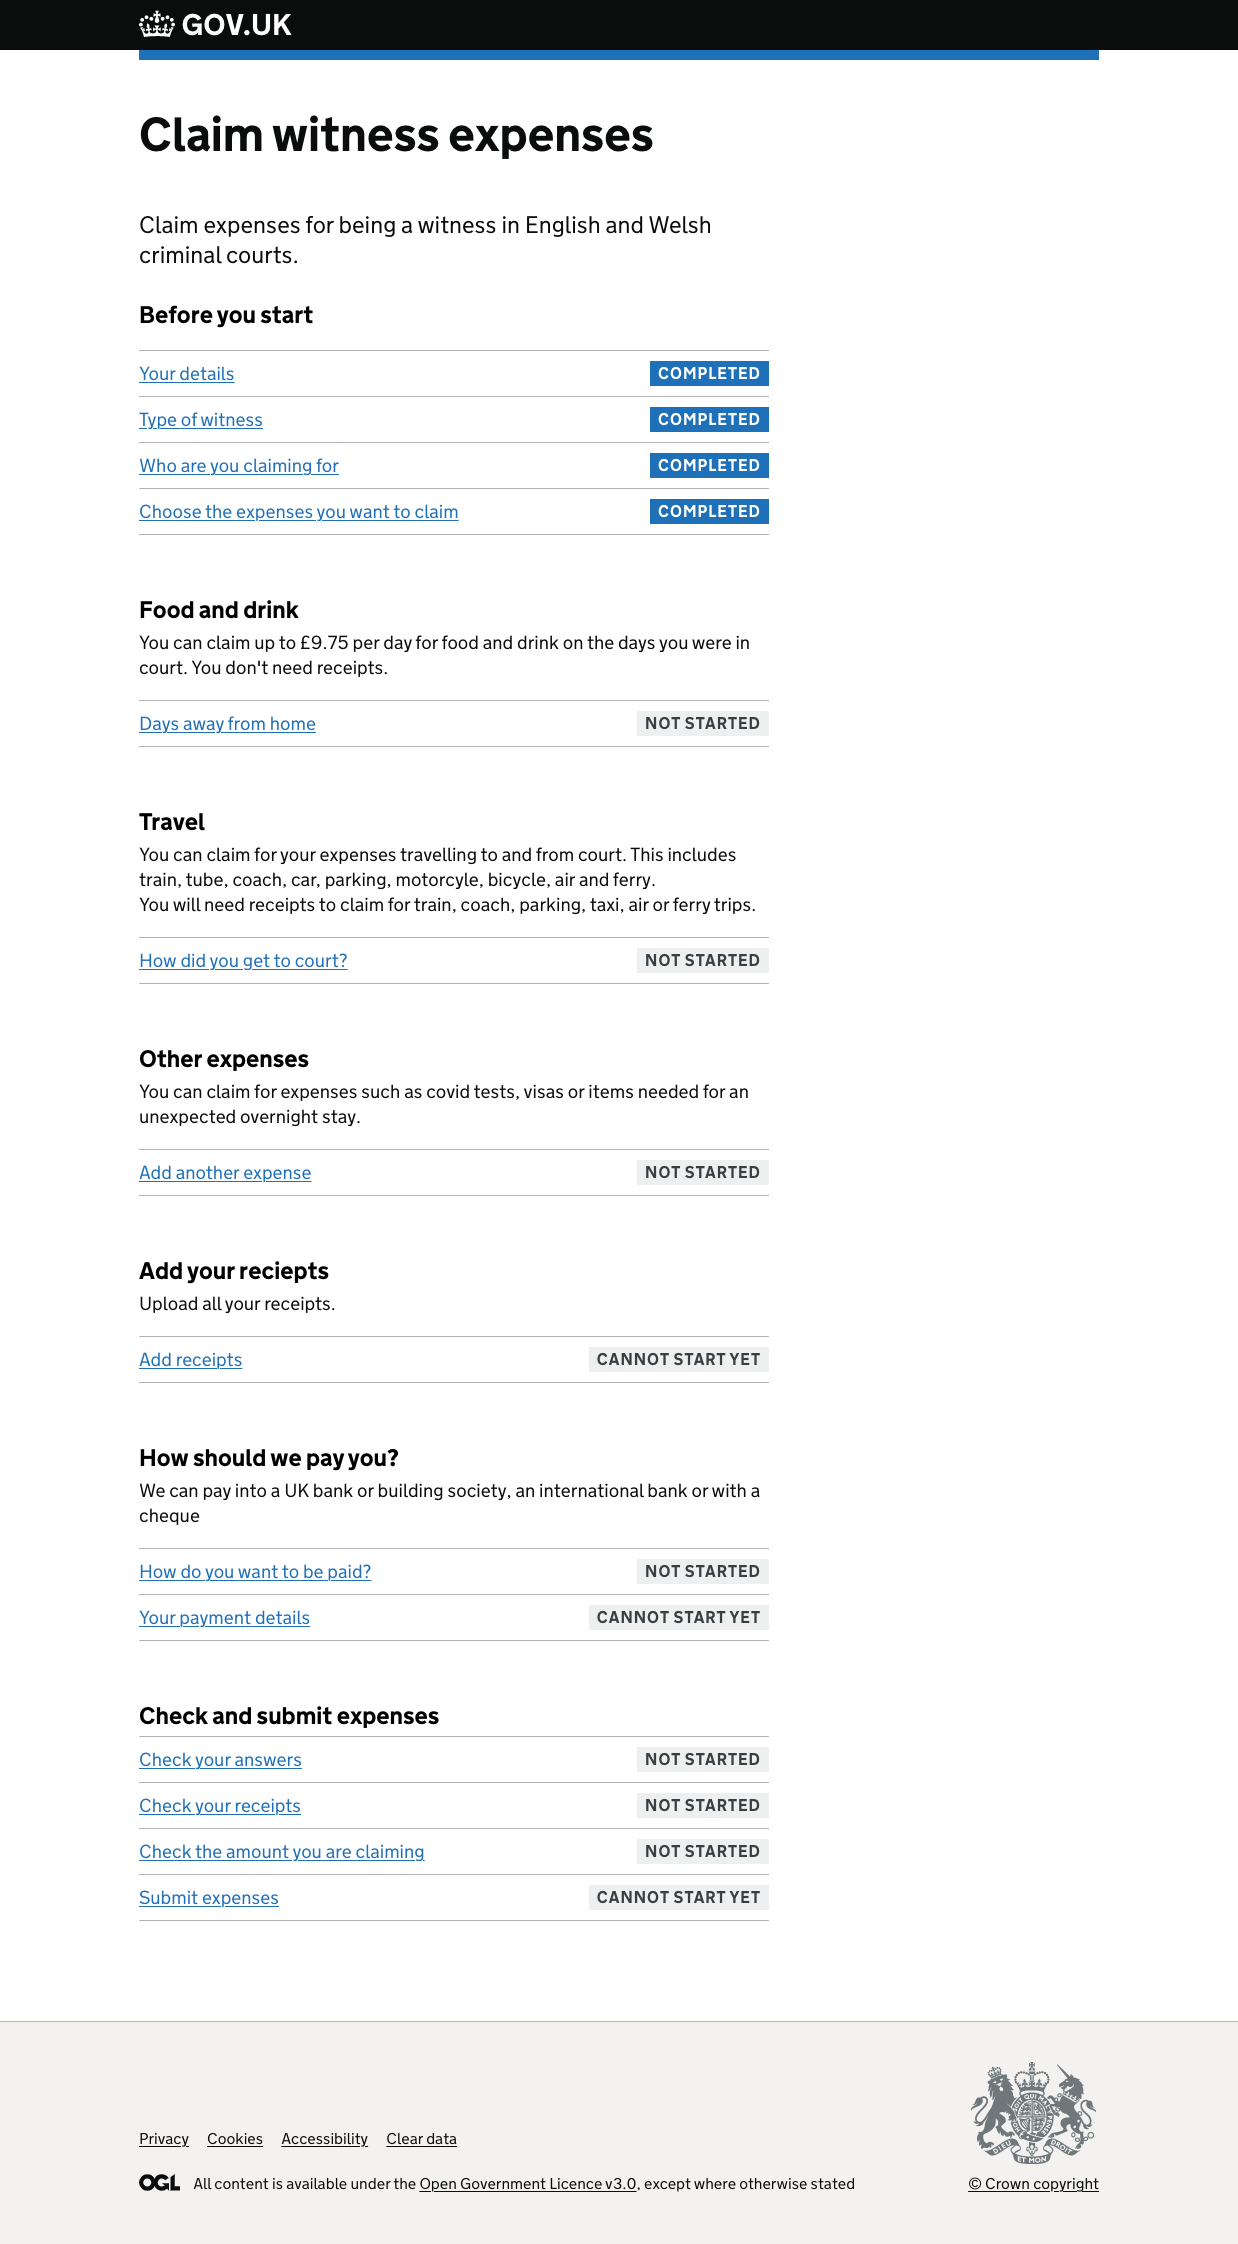 GOV.UK
Claim witness expenses
Claim expenses for being a witness in English and Welsh
criminal courts.
Before you start
Your details COMPLETED
Type of witness COMPLETED
Who are you claiming for COMPLETED
Choose the expenses you want to claim COMPLETED
Food and drink
You can claim up to £9.75 per day for food and drink on the days you were in
court. You don't need receipts.
Days away from home NOT STARTED
Travel
You can claim for your expenses travelling to and from court. This includes
train, tube, coach, car, parking, motorcyle, bicycle, air and ferry.
You will need receipts to claim for train, coach, parking, taxi, air or ferry trips.
How did you get to court? NOT STARTED
Other expenses
You can claim for expenses such as covid tests, visas or items needed for an
unexpected overnight stay.
Add another expense NOT STARTED
Add your reciepts
Upload all your receipts.
Add receipts CANNOT START YET
How should we pay you?
We can pay into a UK bank or building society, an international bank or with a
cheque
How do you want to be paid? NOT STARTED
Your payment details CANNOT START YET
Check and submit expenses
Check your answers NOT STARTED
Check your receipts NOT STARTED
Check the amount you are claiming NOT STARTED
Submit expenses CANNOT START YET
Privacy Cookies Accessibility Clear data
OGL All content is available under the Open Government Licence v3.0, except where otherwise stated
DIEU ET MON DROIT
© Crown copyright